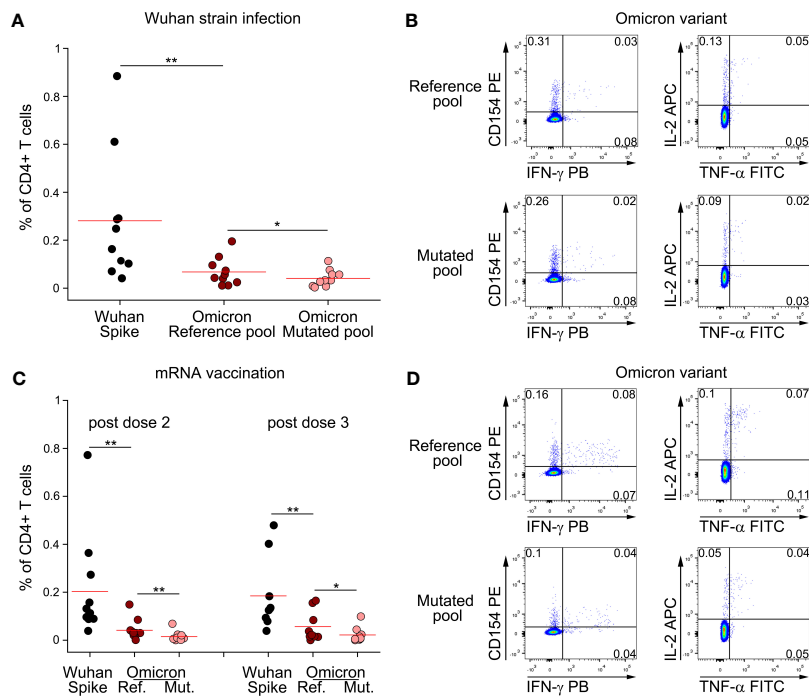 A
Wuhan strain infection
1
0.8
0.6
0.4
0.2
0
% of CD4+ T cells
**
*
Wuhan
Spike
Omicron
Reference pool
Omicron
Mutated pool
B
Omicron variant
Reference
pool
CD154 PE
0.31
0.03
0.08
IFN-γ PB
IL-2 APC
0.13
0.05
0.05
TNF-α FITC
Mutated
pool
CD154 PE
0.26
0.02
0.08
IFN-γ PB
IL-2 APC
0.09
0.02
0.03
TNF-α FITC
C
mRNA vaccination
1
0.8
0.6
0.4
0.2
0
% of CD4+ T cells
post dose 2
post dose 3
**
**
**
*
Wuhan
Spike
Omicron
Ref. Mut.
Wuhan
Spike
Omicron
Ref. Mut.
D
Omicron variant
Reference
pool
CD154 PE
0.16
0.08
0.07
IFN-γ PB
IL-2 APC
0.1
0.07
0.11
TNF-α FITC
Mutated
pool
CD154 PE
0.1
0.04
0.04
IFN-γ PB
IL-2 APC
0.05
0.04
0.05
TNF-α FITC